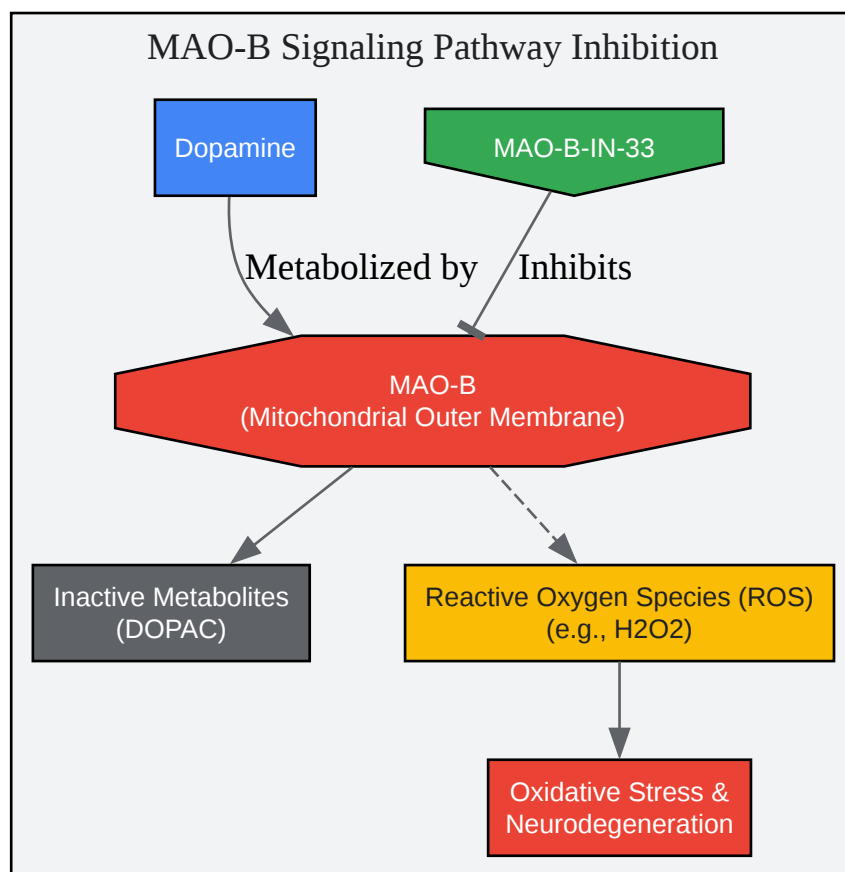 MAO-B Signaling Pathway Inhibition
Dopamine
MAO-B-IN-33
Metabolized by
Inhibits
MAO-B
(Mitochondrial Outer Membrane)
Inactive Metabolites
(DOPAC)
Reactive Oxygen Species (ROS)
(e.g., H2O2)
Oxidative Stress &
Neurodegeneration